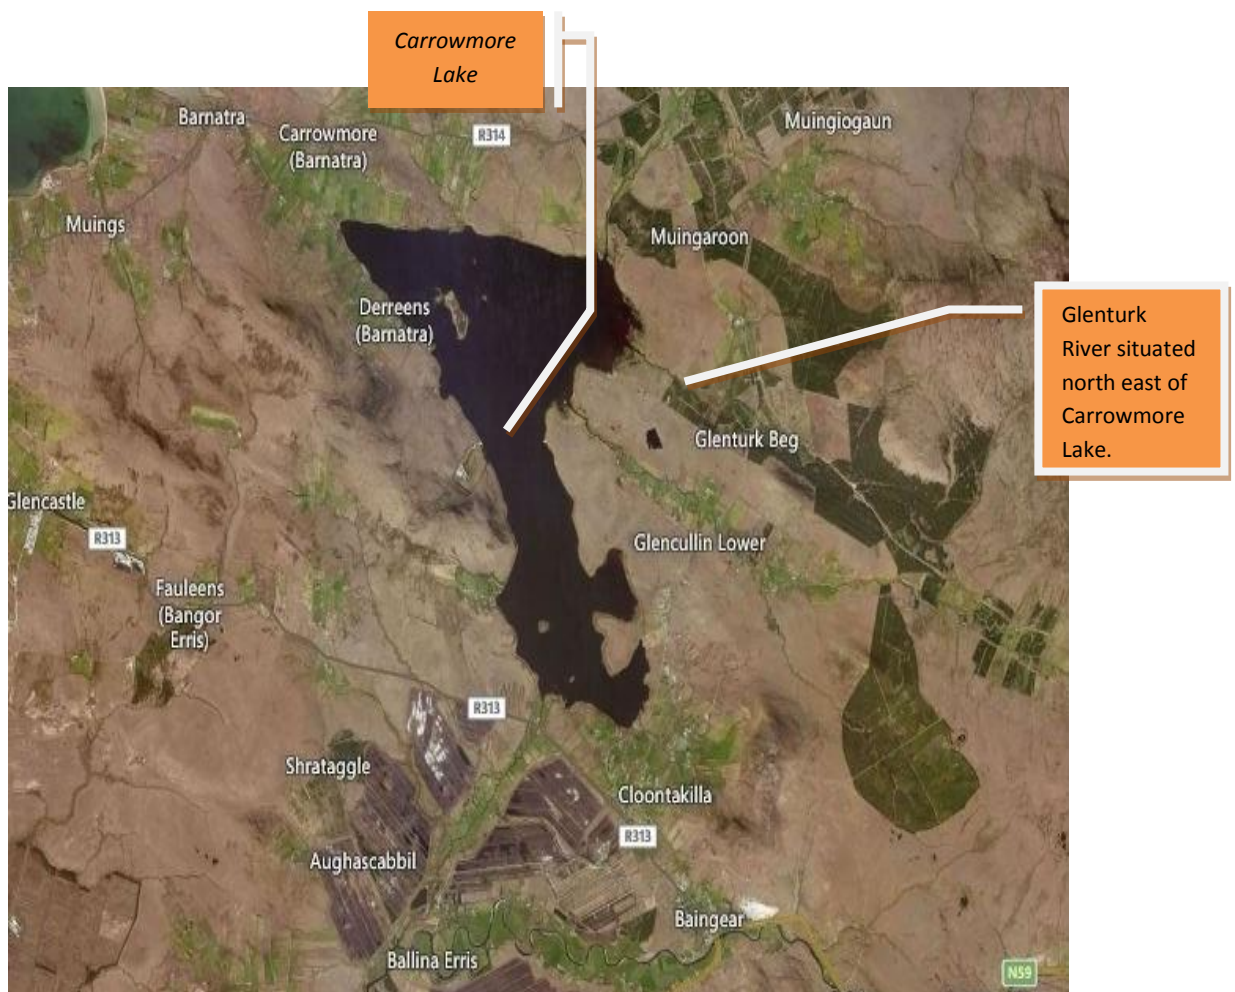 Carrowmore
Lake
Barnatra
Carrowmore
(Barnatra)
R314
Muingiogaun
Muings
Muingaroon
Derreens
(Barnatra)
Glenturk
River situated
north east of
Carrowmore
Lake.
Glenturk Beg
Glencastle
R313
Glencullin Lower
Fauleens
(Bangor
Erris)
R313
Shrataggle
Cloontakilla
R313
Aughascabbil
Baingear
Ballina Erris
N59